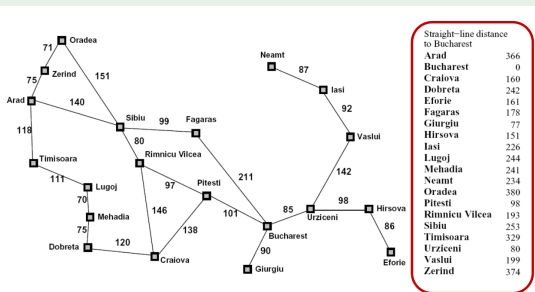 Oradea
71
Neamt
Zerind
87
75
151
Iasi
Arad
140
92
Sibiu
99
Fagaras
118
Vaslui
80
Rimnicu Vilcea
Timisoara
142
111
Lugoj
97
Pitesti
211
70
98
Hirsova
146
85
Mehadia
101
Urziceni
138
86
75
Bucharest
120
90
Dobreta
Craiova
Eforie
Giurgiu
Straight-line distance
to Bucharest
Arad 366
Bucharest 0
Craiova 160
Dobreta 242
Eforie 161
Fagaras 178
Giurgiu 77
Hirsova 151
Iasi 226
Lugoj 244
Mehadia 241
Neamt 234
Oradea 380
Pitesti 98
Rimnicu Vilcea 193
Sibiu 253
Timisoara 329
Urziceni 80
Vaslui 199
Zerind 374